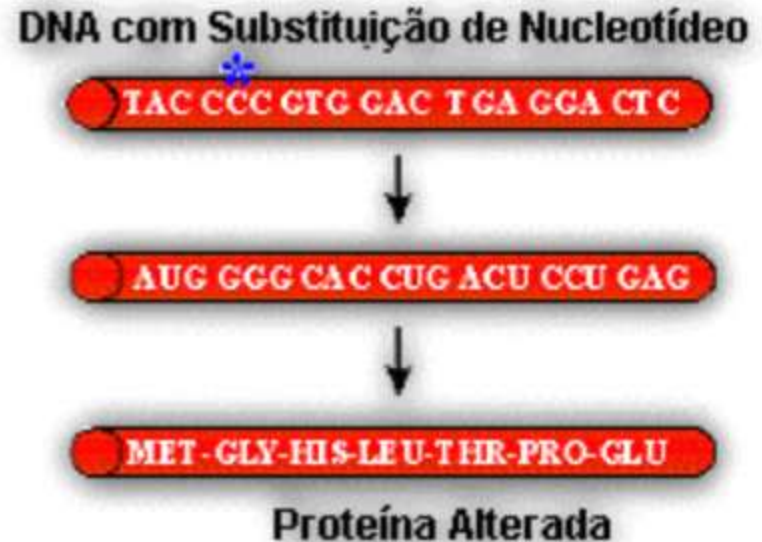 DNA com Substituição de Nucleotídeo
*
TAC CCC GTG GAC TGA GGA CTC
AUG GGG CAC CUG ACU CCU GAG
MET-GLY-HIS-LEU-THR-PRO-GLU
Proteína Alterada